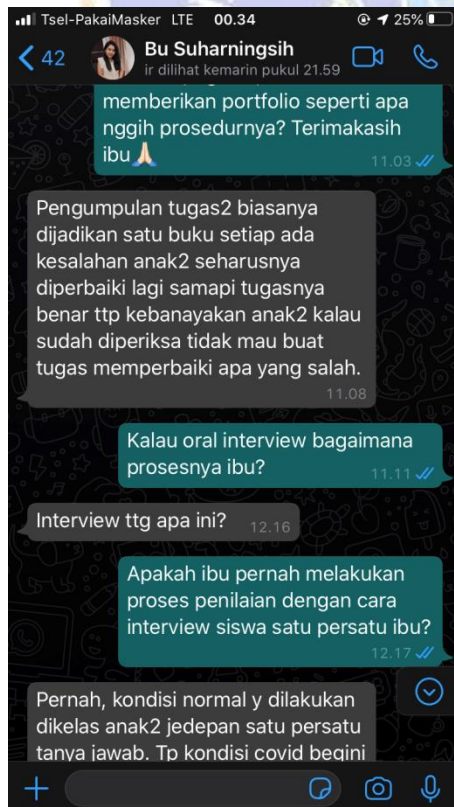 Tsel-PakaiMasker LTE 00.34 25%
42 Bu Suharningsih
ir dilihat kemarin pukul 21.59
memberikan portfolio seperti apa
nggih prosedurnya? Terimakasih
ibu🙏🏻
11.03
Pengumpulan tugas2 biasanya
dijadikan satu buku setiap ada
kesalahan anak2 seharusnya
diperbaiki lagi samapi tugasnya
benar ttp kebanayakan anak2 kalau
sudah diperiksa tidak mau buat
tugas memperbaiki apa yang salah.
11.08
Kalau oral interview bagaimana
prosesnya ibu?
11.11
Interview ttg apa ini?
12.16
Apakah ibu pernah melakukan
proses penilaian dengan cara
interview siswa satu persatu ibu?
12.17
Pernah, kondisi normal y dilakukan
dikelas anak2 jedepan satu persatu
tanya jawab. Tp kondisi covid begini